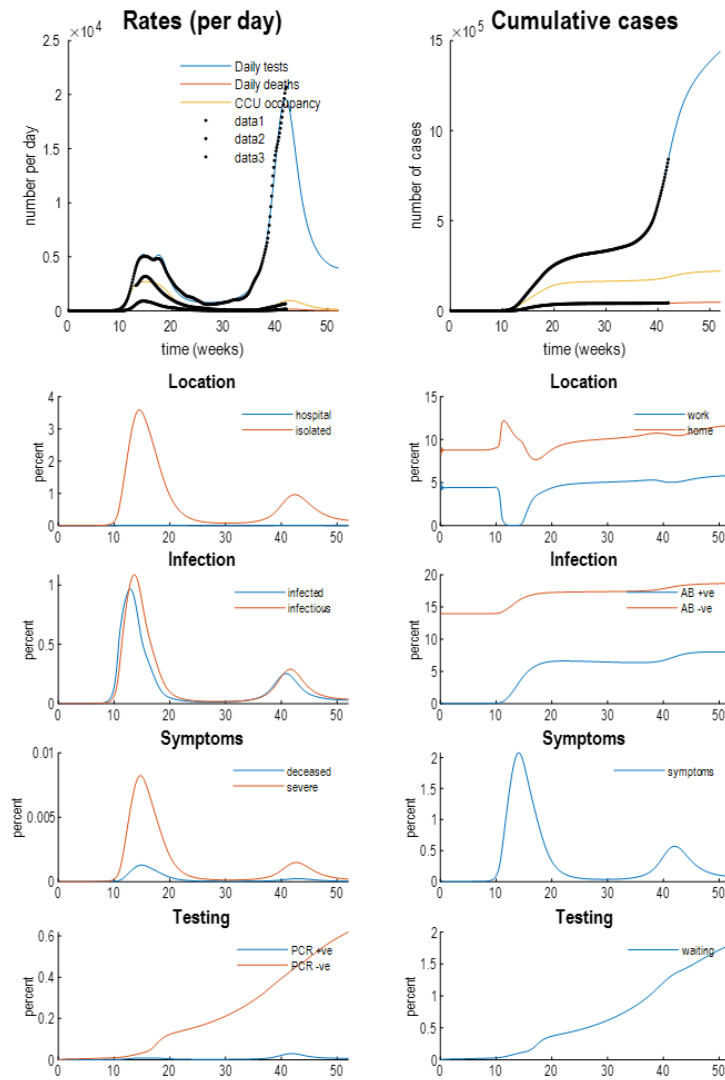 Rates (per day)
×10⁴
2.5
2
1.5
1
0.5
0
number per day
Daily tests
Daily deaths
CCU occupancy
data1
data2
data3
0 10 20 30 40 50
time (weeks)
Cumulative cases
×10⁵
15
10
5
0
number of cases
0 10 20 30 40 50
time (weeks)
Location
4
3
2
1
0
percent
hospital
isolated
0 10 20 30 40 50
Location
15
10
5
0
percent
work
home
0 10 20 30 40 50
Infection
1
0.5
0
percent
infected
infectious
0 10 20 30 40 50
Infection
20
15
10
5
0
percent
AB +ve
AB -ve
0 10 20 30 40 50
Symptoms
0.01
0.005
0
percent
deceased
severe
0 10 20 30 40 50
Symptoms
2
1.5
1
0.5
0
percent
symptoms
0 10 20 30 40 50
Testing
0.6
0.4
0.2
0
percent
PCR +ve
PCR -ve
0 10 20 30 40 50
Testing
2
1.5
1
0.5
0
percent
waiting
0 10 20 30 40 50